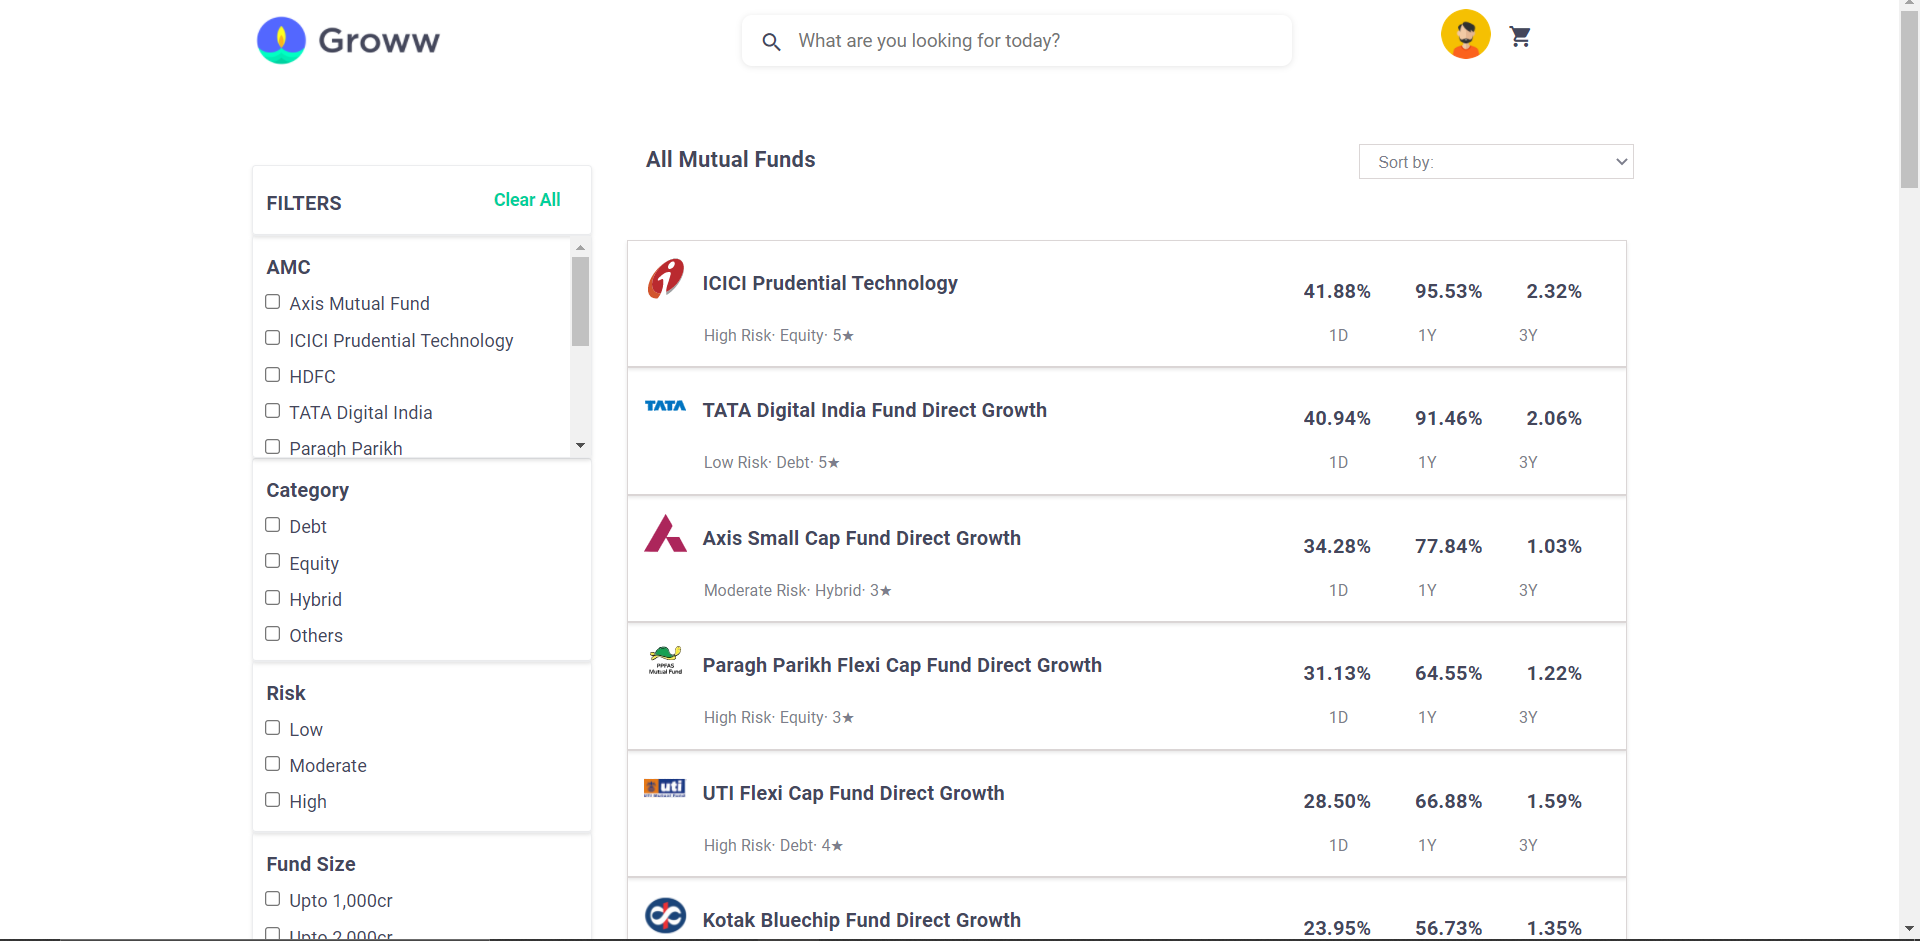 Groww
What are you looking for today?
All Mutual Funds
Sort by:
FILTERS
Clear All
AMC
Axis Mutual Fund
ICICI Prudential Technology
HDFC
TATA Digital India
Paragh Parikh
Category
Debt
Equity
Hybrid
Others
Risk
Low
Moderate
High
Fund Size
Upto 1,000cr
Upto 2,000cr
ICICI Prudential Technology
41.88% 95.53% 2.32%
High Risk· Equity· 5★
1D 1Y 3Y
TATA
TATA Digital India Fund Direct Growth
40.94% 91.46% 2.06%
Low Risk· Debt· 5★
1D 1Y 3Y
Axis Small Cap Fund Direct Growth
34.28% 77.84% 1.03%
Moderate Risk· Hybrid· 3★
1D 1Y 3Y
PPFAS
Mutual Fund
Paragh Parikh Flexi Cap Fund Direct Growth
31.13% 64.55% 1.22%
High Risk· Equity· 3★
1D 1Y 3Y
uti
UTI Mutual Fund
UTI Flexi Cap Fund Direct Growth
28.50% 66.88% 1.59%
High Risk· Debt· 4★
1D 1Y 3Y
Kotak Bluechip Fund Direct Growth
23.95% 56.73% 1.35%